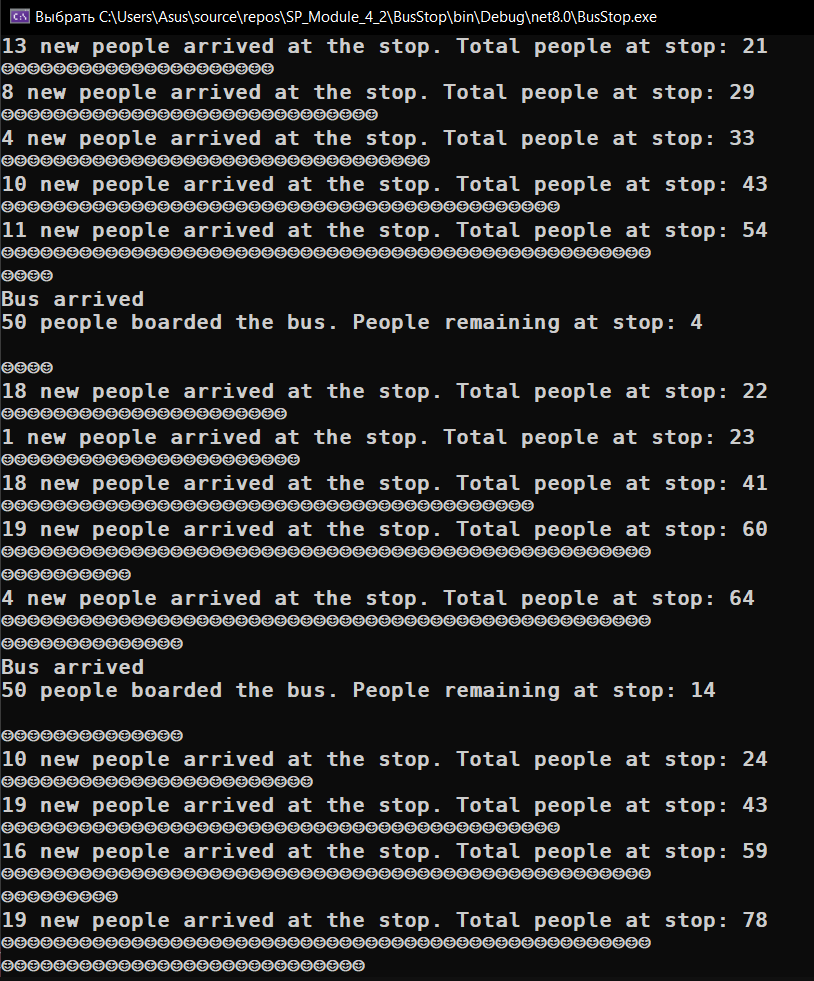 Выбрать C:\Users\Asus\source\repos\SP_Module_4_2\BusStop\bin\Debug\net8.0\BusStop.exe
13 new people arrived at the stop. Total people at stop: 21
☺☺☺☺☺☺☺☺☺☺☺☺☺☺☺☺☺☺☺☺☺
8 new people arrived at the stop. Total people at stop: 29
☺☺☺☺☺☺☺☺☺☺☺☺☺☺☺☺☺☺☺☺☺☺☺☺☺☺☺☺☺
4 new people arrived at the stop. Total people at stop: 33
☺☺☺☺☺☺☺☺☺☺☺☺☺☺☺☺☺☺☺☺☺☺☺☺☺☺☺☺☺☺☺☺☺
10 new people arrived at the stop. Total people at stop: 43
☺☺☺☺☺☺☺☺☺☺☺☺☺☺☺☺☺☺☺☺☺☺☺☺☺☺☺☺☺☺☺☺☺☺☺☺☺☺☺☺☺☺☺
11 new people arrived at the stop. Total people at stop: 54
☺☺☺☺☺☺☺☺☺☺☺☺☺☺☺☺☺☺☺☺☺☺☺☺☺☺☺☺☺☺☺☺☺☺☺☺☺☺☺☺☺☺☺☺☺☺☺☺☺☺
☺☺☺☺
Bus arrived
50 people boarded the bus. People remaining at stop: 4
☺☺☺☺
18 new people arrived at the stop. Total people at stop: 22
☺☺☺☺☺☺☺☺☺☺☺☺☺☺☺☺☺☺☺☺☺☺
1 new people arrived at the stop. Total people at stop: 23
☺☺☺☺☺☺☺☺☺☺☺☺☺☺☺☺☺☺☺☺☺☺☺
18 new people arrived at the stop. Total people at stop: 41
☺☺☺☺☺☺☺☺☺☺☺☺☺☺☺☺☺☺☺☺☺☺☺☺☺☺☺☺☺☺☺☺☺☺☺☺☺☺☺☺☺
19 new people arrived at the stop. Total people at stop: 60
☺☺☺☺☺☺☺☺☺☺☺☺☺☺☺☺☺☺☺☺☺☺☺☺☺☺☺☺☺☺☺☺☺☺☺☺☺☺☺☺☺☺☺☺☺☺☺☺☺☺
☺☺☺☺☺☺☺☺☺☺
4 new people arrived at the stop. Total people at stop: 64
☺☺☺☺☺☺☺☺☺☺☺☺☺☺☺☺☺☺☺☺☺☺☺☺☺☺☺☺☺☺☺☺☺☺☺☺☺☺☺☺☺☺☺☺☺☺☺☺☺☺
☺☺☺☺☺☺☺☺☺☺☺☺☺☺
Bus arrived
50 people boarded the bus. People remaining at stop: 14
☺☺☺☺☺☺☺☺☺☺☺☺☺☺
10 new people arrived at the stop. Total people at stop: 24
☺☺☺☺☺☺☺☺☺☺☺☺☺☺☺☺☺☺☺☺☺☺☺☺
19 new people arrived at the stop. Total people at stop: 43
☺☺☺☺☺☺☺☺☺☺☺☺☺☺☺☺☺☺☺☺☺☺☺☺☺☺☺☺☺☺☺☺☺☺☺☺☺☺☺☺☺☺☺
16 new people arrived at the stop. Total people at stop: 59
☺☺☺☺☺☺☺☺☺☺☺☺☺☺☺☺☺☺☺☺☺☺☺☺☺☺☺☺☺☺☺☺☺☺☺☺☺☺☺☺☺☺☺☺☺☺☺☺☺☺
☺☺☺☺☺☺☺☺☺
19 new people arrived at the stop. Total people at stop: 78
☺☺☺☺☺☺☺☺☺☺☺☺☺☺☺☺☺☺☺☺☺☺☺☺☺☺☺☺☺☺☺☺☺☺☺☺☺☺☺☺☺☺☺☺☺☺☺☺☺☺
☺☺☺☺☺☺☺☺☺☺☺☺☺☺☺☺☺☺☺☺☺☺☺☺☺☺☺☺